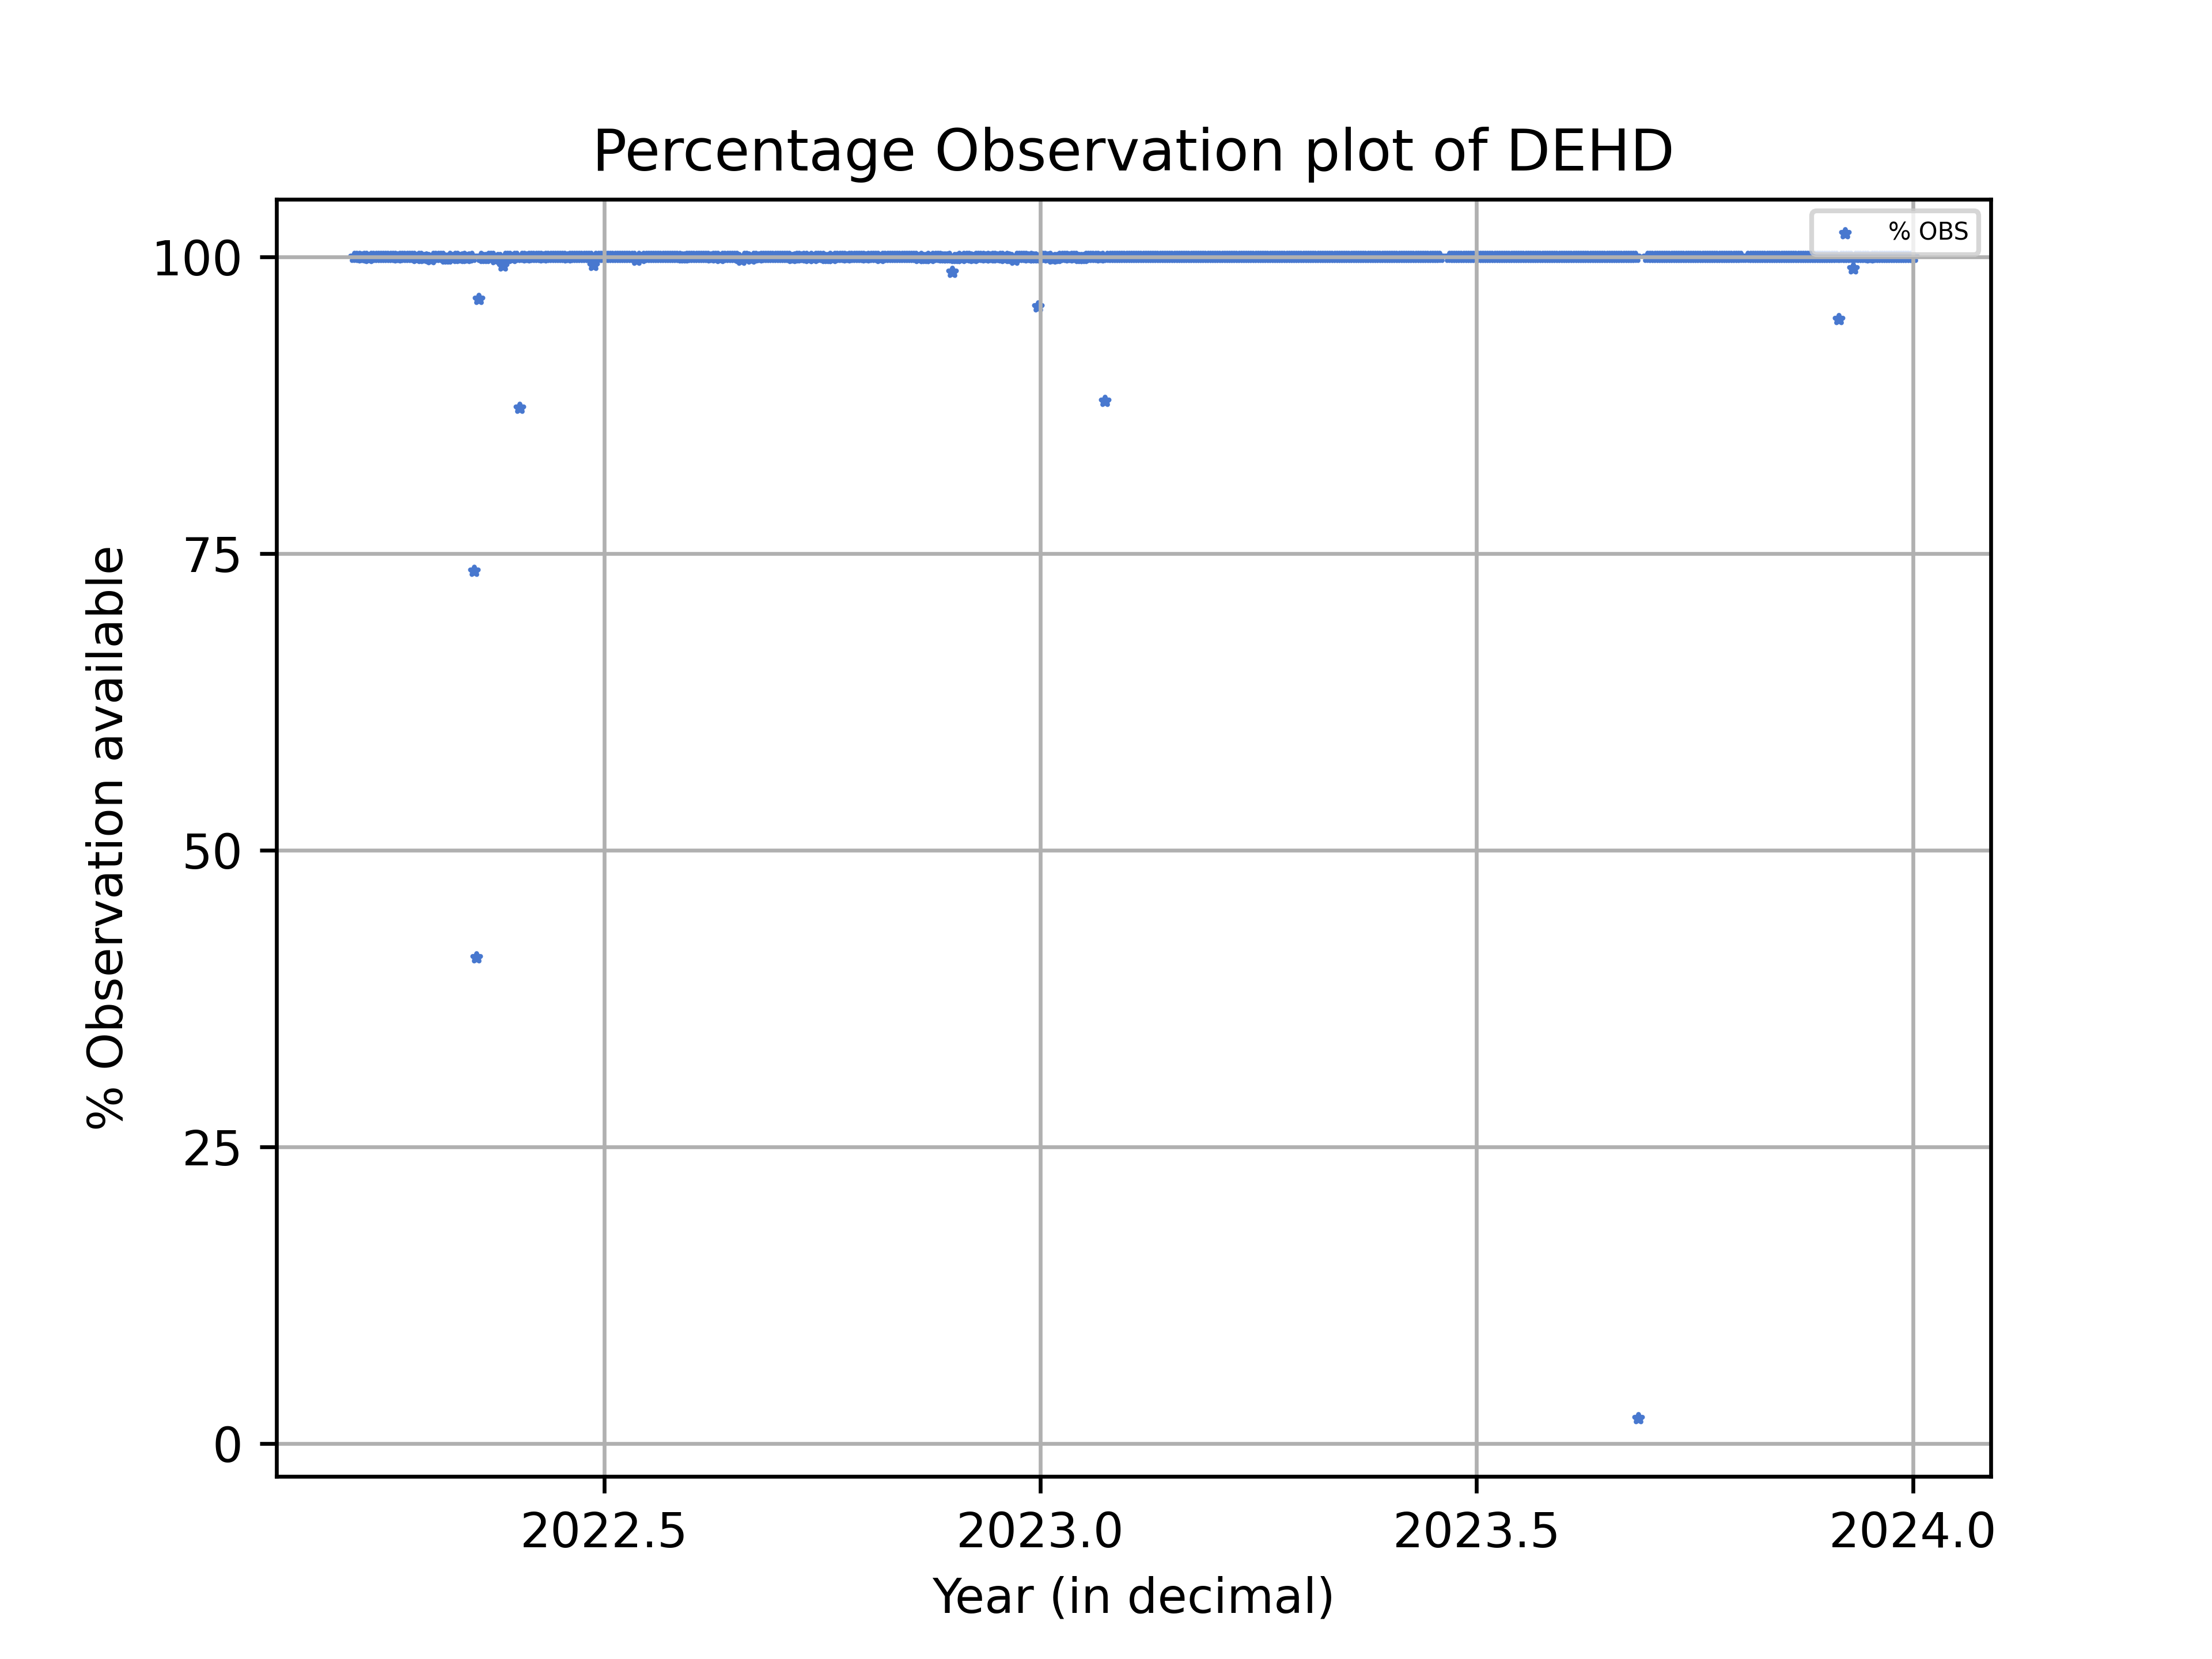 Percentage Observation plot of DEHD
% OBS
100
75
50
25
0
% Observation available
2022.5 2023.0 2023.5 2024.0
Year (in decimal)